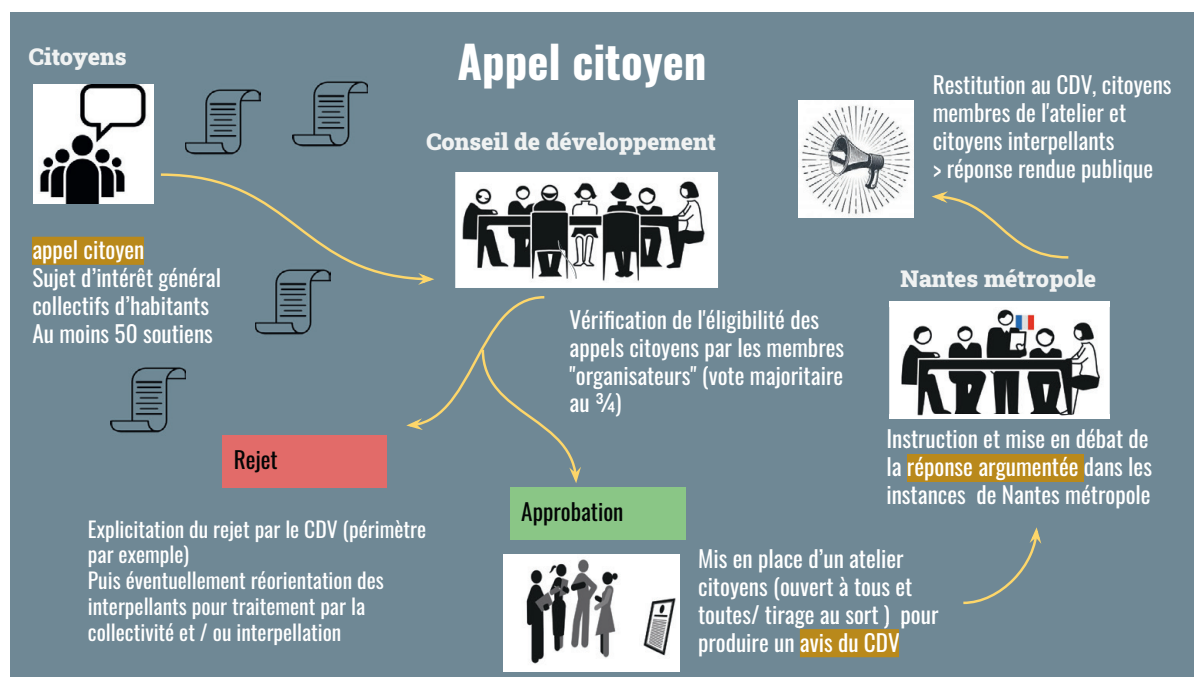 Appel citoyen
Citoyens
appel citoyen
Sujet d'intérêt général
collectifs d'habitants
Au moins 50 soutiens
Conseil de développement
Vérification de l'éligibilité des
appels citoyens par les membres
"organisateurs" (vote majoritaire
au ¾)
Rejet
Explicitation du rejet par le CDV (périmètre
par exemple)
Puis éventuellement réorientation des
interpellants pour traitement par la
collectivité et / ou interpellation
Approbation
Mis en place d'un atelier
citoyens (ouvert à tous et
toutes/ tirage au sort ) pour
produire un avis du CDV
Nantes métropole
Instruction et mise en débat de
la réponse argumentée dans les
instances de Nantes métropole
Restitution au CDV, citoyens
membres de l'atelier et
citoyens interpellants
> réponse rendue publique